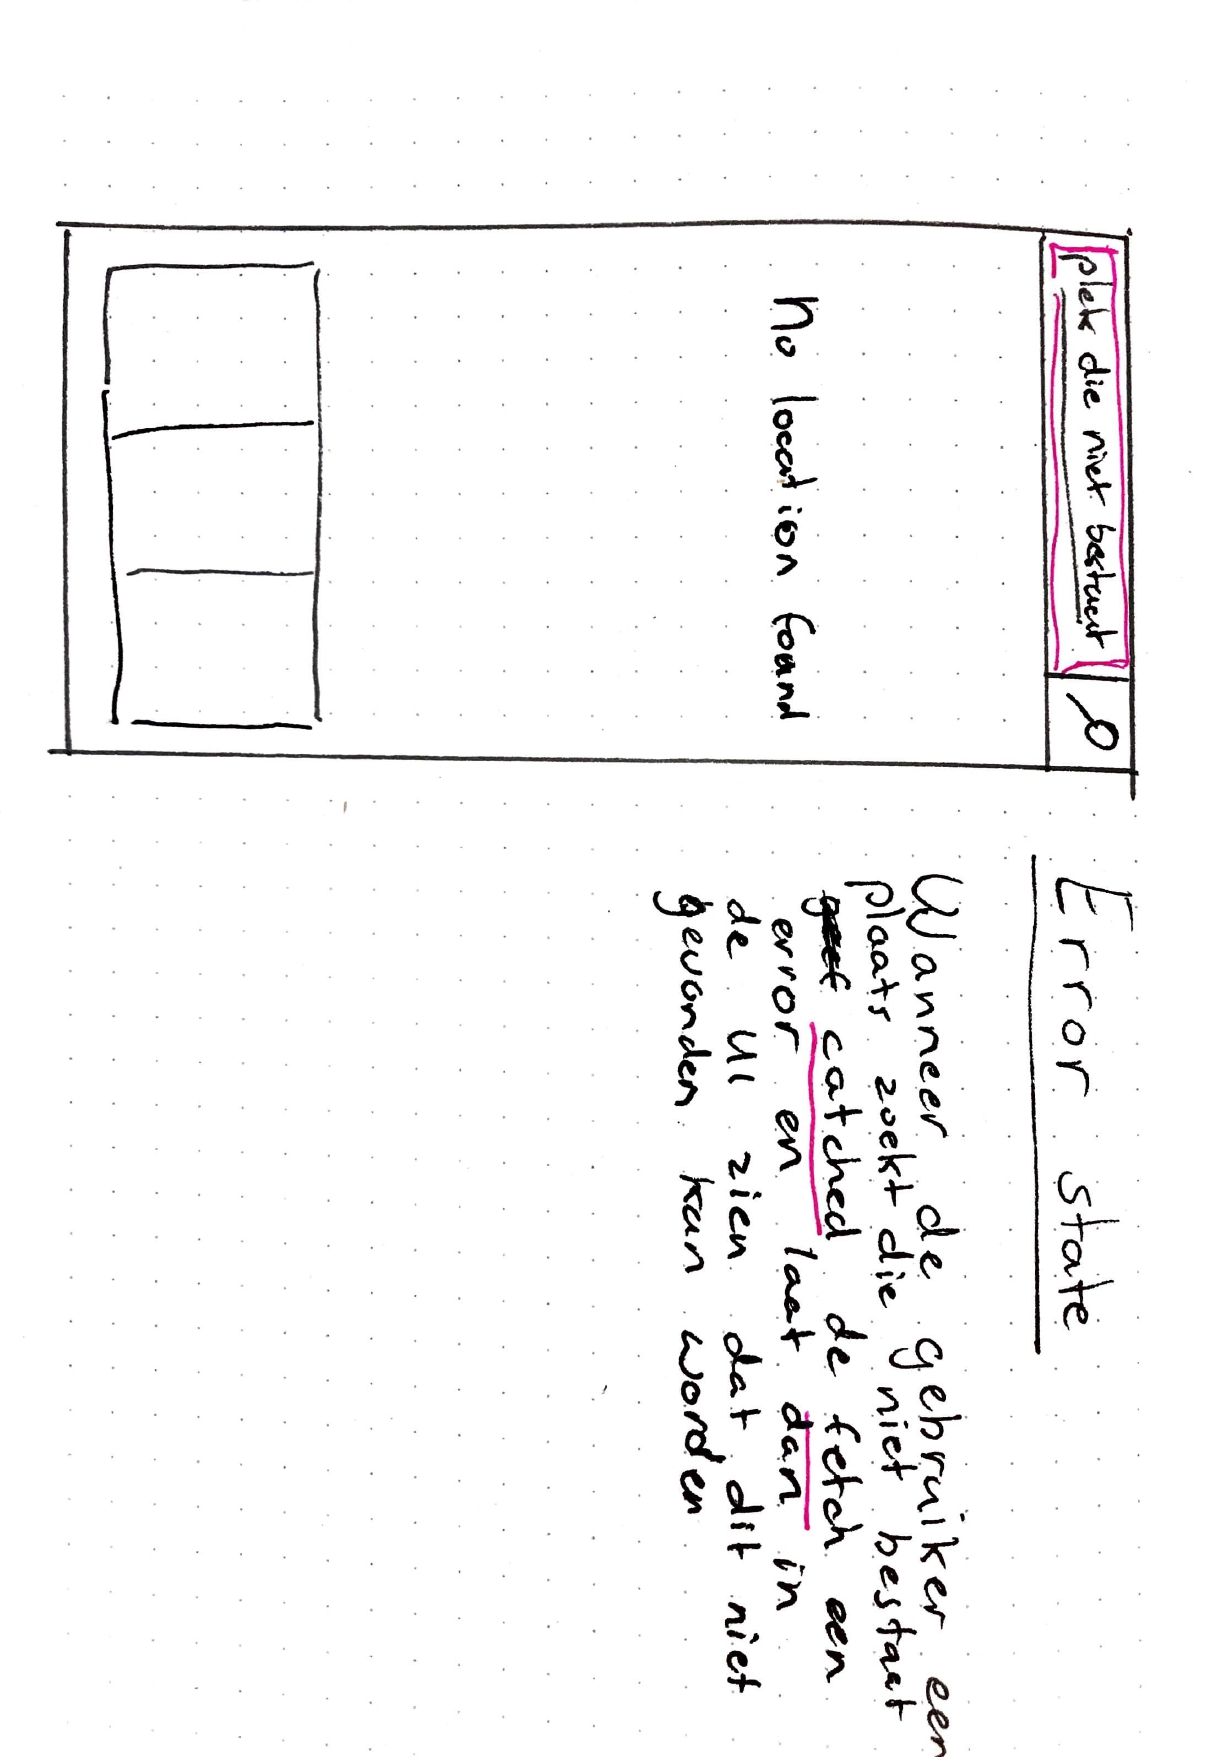 plek die niet bestaat
No location found
Error state
Wanneer de gebruiker een
plaats zoekt die niet bestaat
geef catched de fetch een
error en laat dan in
de UI zien dat dit niet
gevonden kan worden